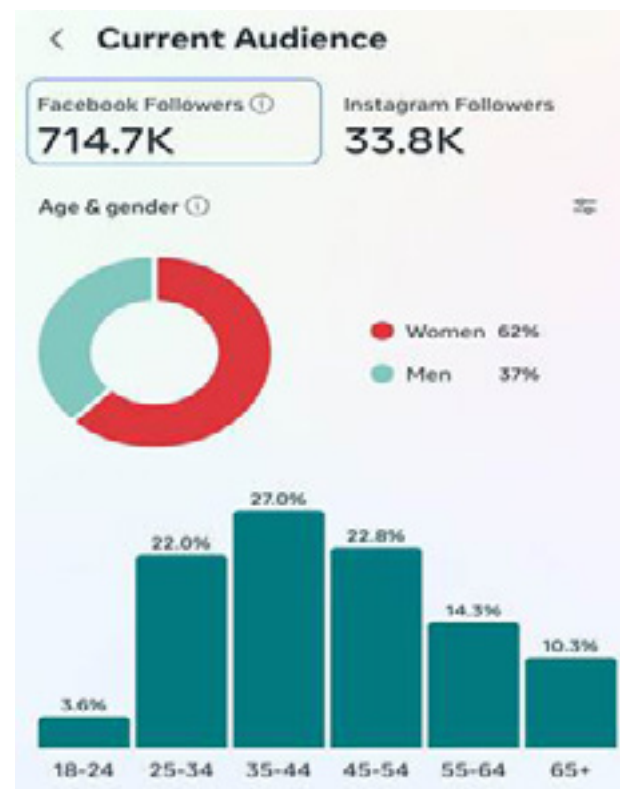 Current Audience
Facebook Followers
Instagram Followers
714.7K
33.8K
Age & gender
Women 62%
Men 37%
27.0%
22.0%
22.8%
14.3%
10.3%
3.6%
18-24 25-34 35-44 45-54 55-64 65+